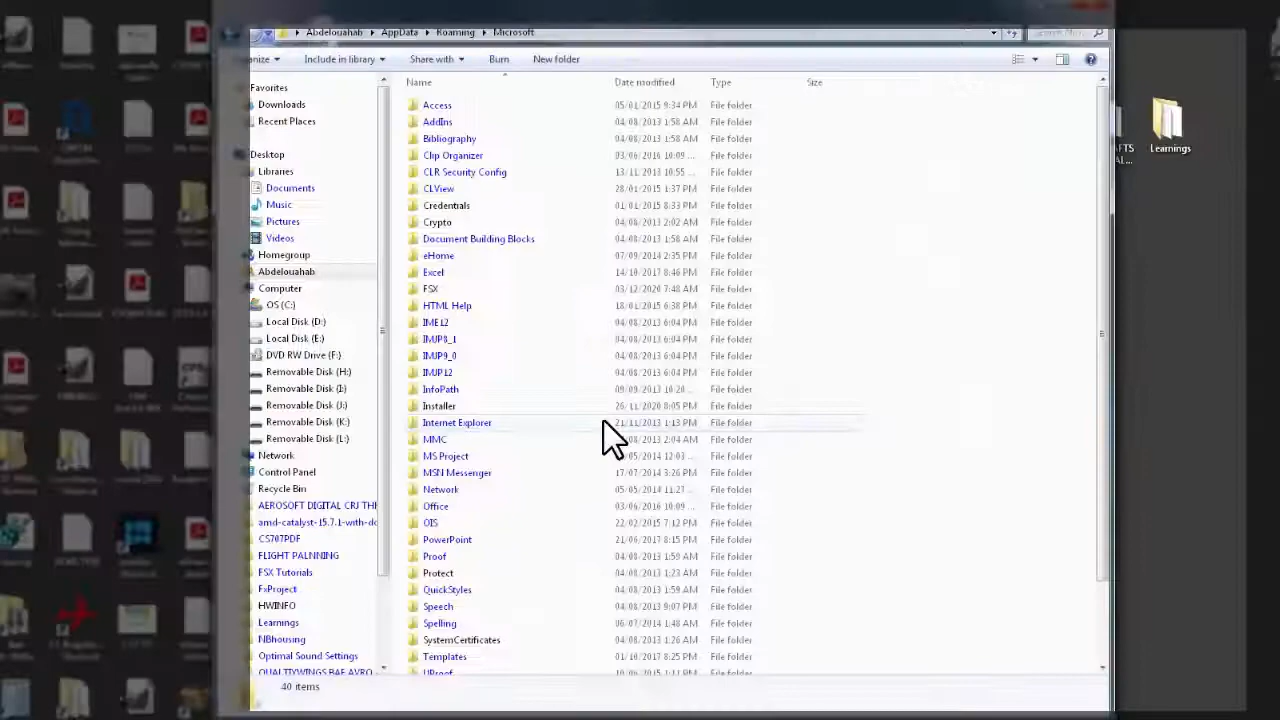 Abdelouahab AppData Roaming Microsoft
Include in library Share with Burn New folder
Name Date modified Type Size
Favorites
Downloads
Recent Places
Desktop
Libraries
Documents
Music
Pictures
Videos
Homegroup
Abdelouahab
Computer
OS (C:)
Local Disk (D:)
Local Disk (E:)
DVD RW Drive (F:)
Removable Disk (H:)
Removable Disk (I:)
Removable Disk (J:)
Removable Disk (K:)
Removable Disk (L:)
Network
Control Panel
Recycle Bin
AEROSOFT DIGITAL CRJ
amd-catalyst-15.7.1-with-do
CS707PDF
FLIGHT PALNNING
FSX Tutorials
FxProject
HWINFO
Learnings
NBhousing
Optimal Sound Settings
QUALITYWINGS BAE AVRO
Access 05/01/2015 9:34 PM File folder
AddIns 04/08/2013 1:58 AM File folder
Bibliography 04/08/2013 1:58 AM File folder
Clip Organizer 03/06/2016 10:09 ... File folder
CLR Security Config 13/11/2013 10:55 ... File folder
CLView 28/01/2015 1:37 PM File folder
Credentials 01/01/2015 8:33 PM File folder
Crypto 04/08/2013 2:02 AM File folder
Document Building Blocks 04/08/2013 1:58 AM File folder
eHome 07/09/2014 2:35 PM File folder
Excel 14/10/2017 8:46 PM File folder
FSX 03/12/2020 7:48 AM File folder
HTML Help 18/01/2015 6:38 PM File folder
IME12 04/08/2013 6:04 PM File folder
IMJP8_1 04/08/2013 6:04 PM File folder
IMJP9_0 04/08/2013 6:04 PM File folder
IMJP12 04/08/2013 6:04 PM File folder
InfoPath 09/09/2013 10:20 ... File folder
Installer 26/11/2020 8:05 PM File folder
Internet Explorer 21/11/2013 1:13 PM File folder
MMC 08/2013 2:04 AM File folder
MS Project 05/2014 12:03 ... File folder
MSN Messenger 17/07/2014 3:26 PM File folder
Network 05/05/2014 11:27 ... File folder
Office 03/06/2016 10:09 ... File folder
OIS 22/02/2015 7:12 PM File folder
PowerPoint 21/06/2017 8:15 PM File folder
Proof 04/08/2013 1:59 AM File folder
Protect 04/08/2013 1:23 AM File folder
QuickStyles 04/08/2013 1:59 AM File folder
Speech 04/08/2013 9:07 PM File folder
Spelling 06/07/2014 1:48 AM File folder
SystemCertificates 04/08/2013 1:26 AM File folder
Templates 01/10/2017 8:25 PM File folder
UProof 10/06/2015 1:11 PM File folder
40 items
Learnings